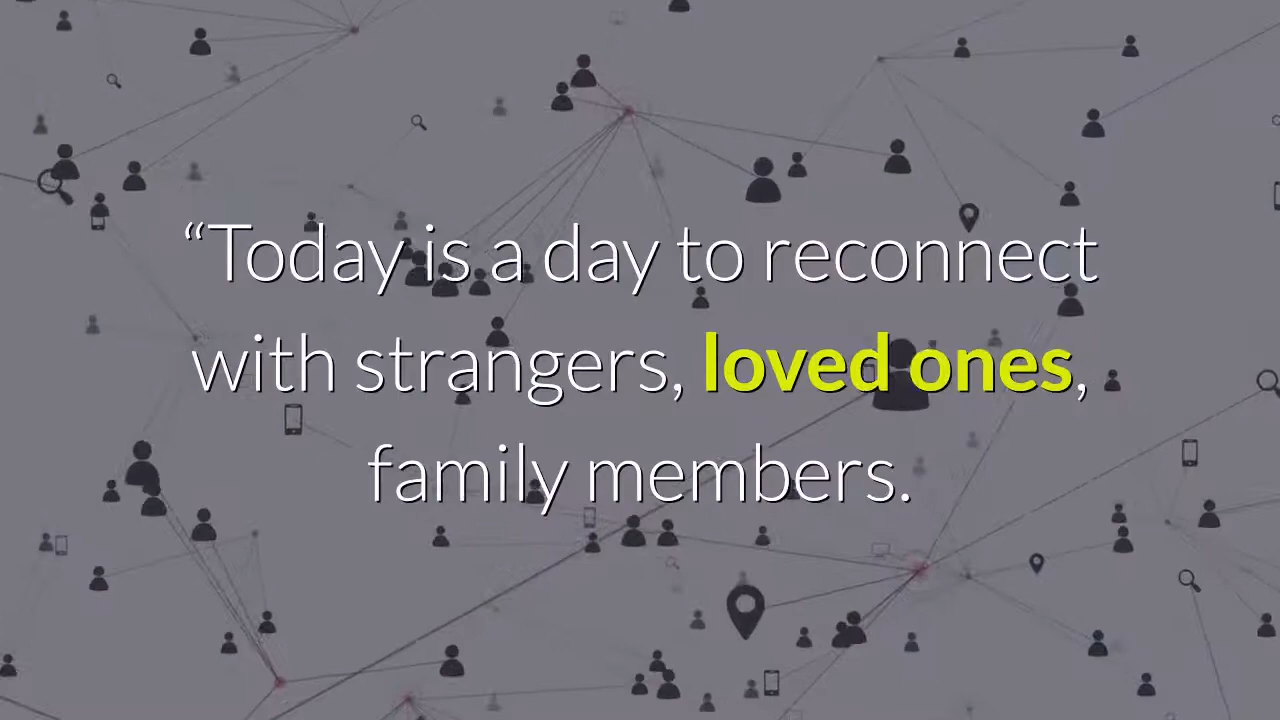 “Today is a day to reconnect
with strangers, loved ones,
family members.